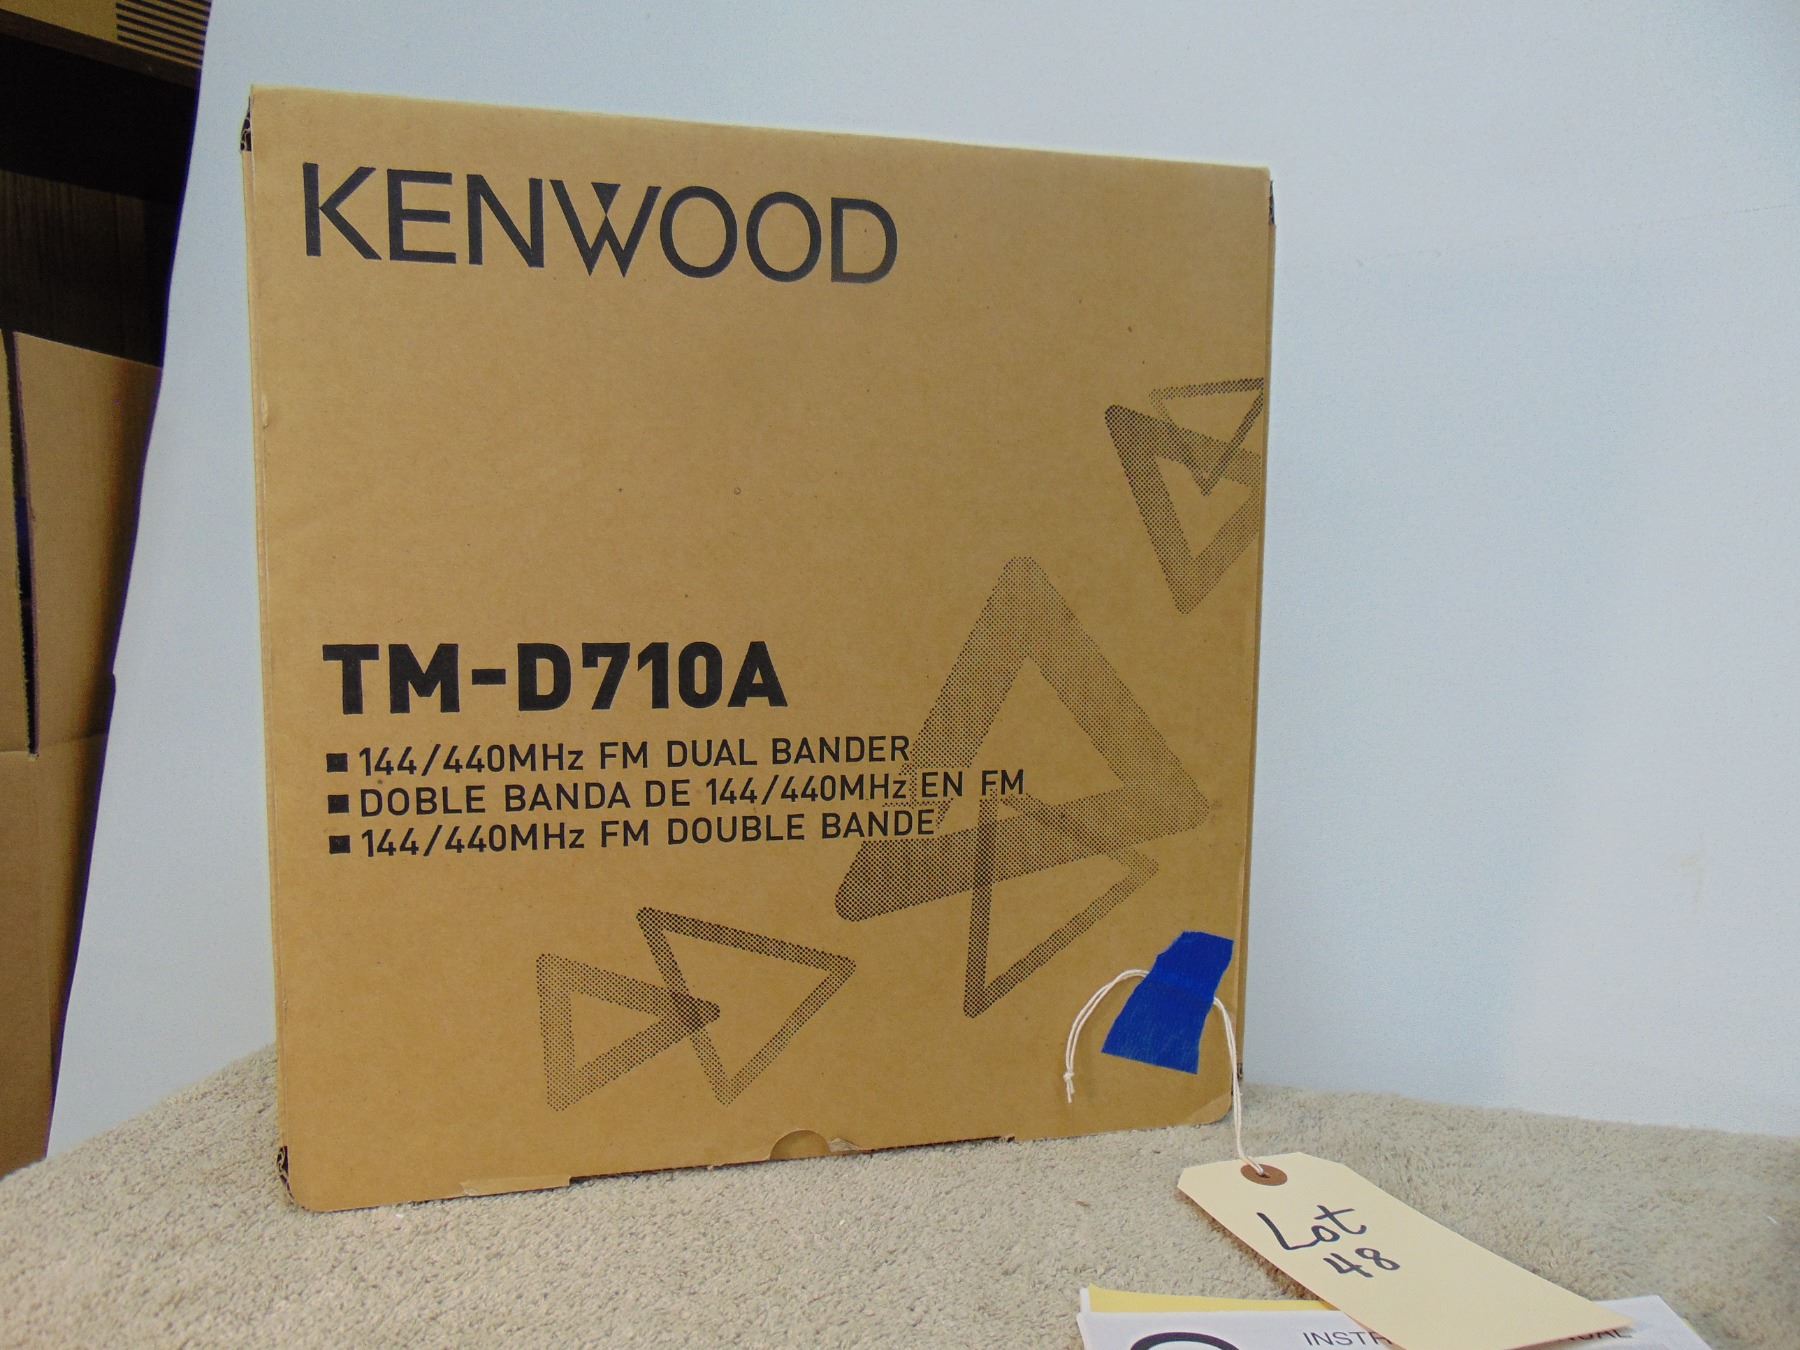 KENWOOD
TM-D710A
■ 144/440MHz FM DUAL BANDER
■ DOBLE BANDA DE 144/440MHz EN FM
■ 144/440MHz FM DOUBLE BANDE
Lot
48